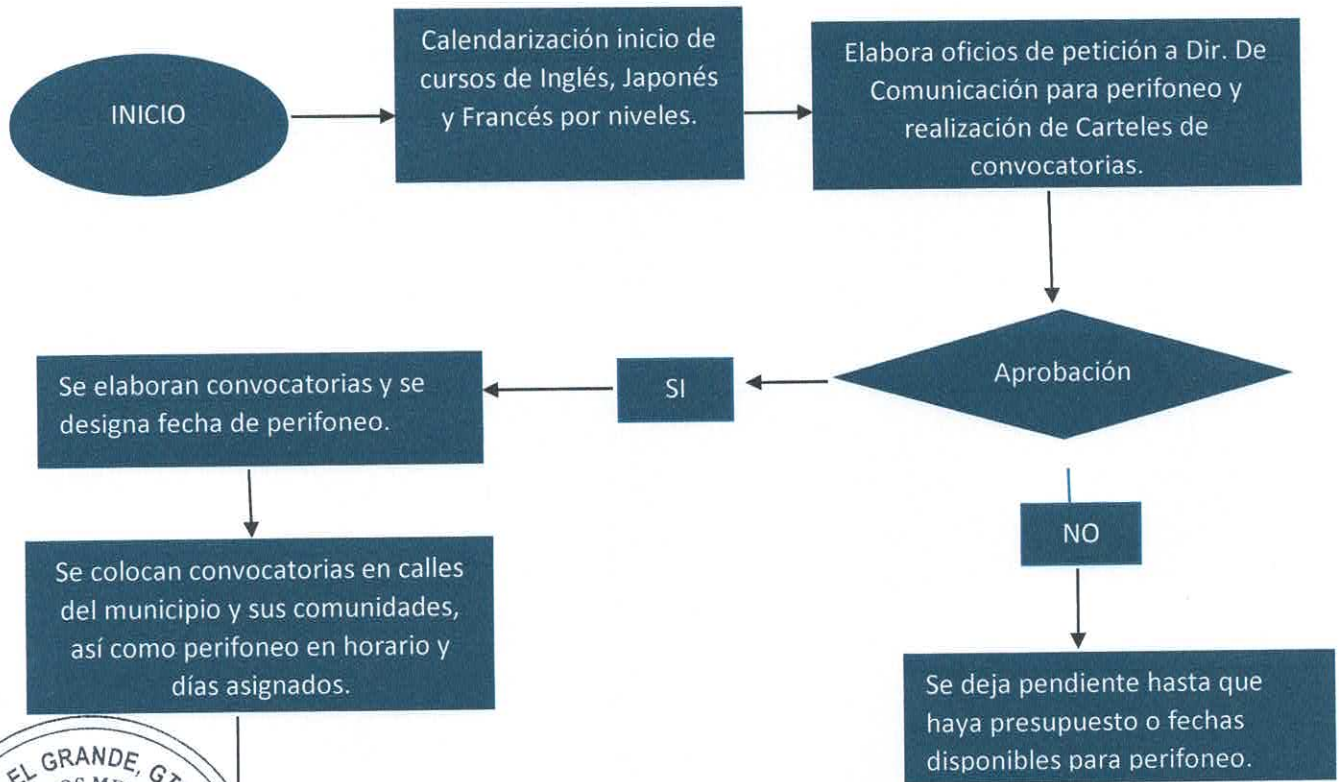 INICIO
Calendarización inicio de
cursos de Inglés, Japonés
y Francés por niveles.
Elabora oficios de petición a Dir. De
Comunicación para perifoneo y
realización de Carteles de
convocatorias.
Aprobación
SI
Se elaboran convocatorias y se
designa fecha de perifoneo.
NO
Se colocan convocatorias en calles
del municipio y sus comunidades,
así como perifoneo en horario y
días asignados.
Se deja pendiente hasta que
haya presupuesto o fechas
disponibles para perifoneo.
EL GRANDE, GT